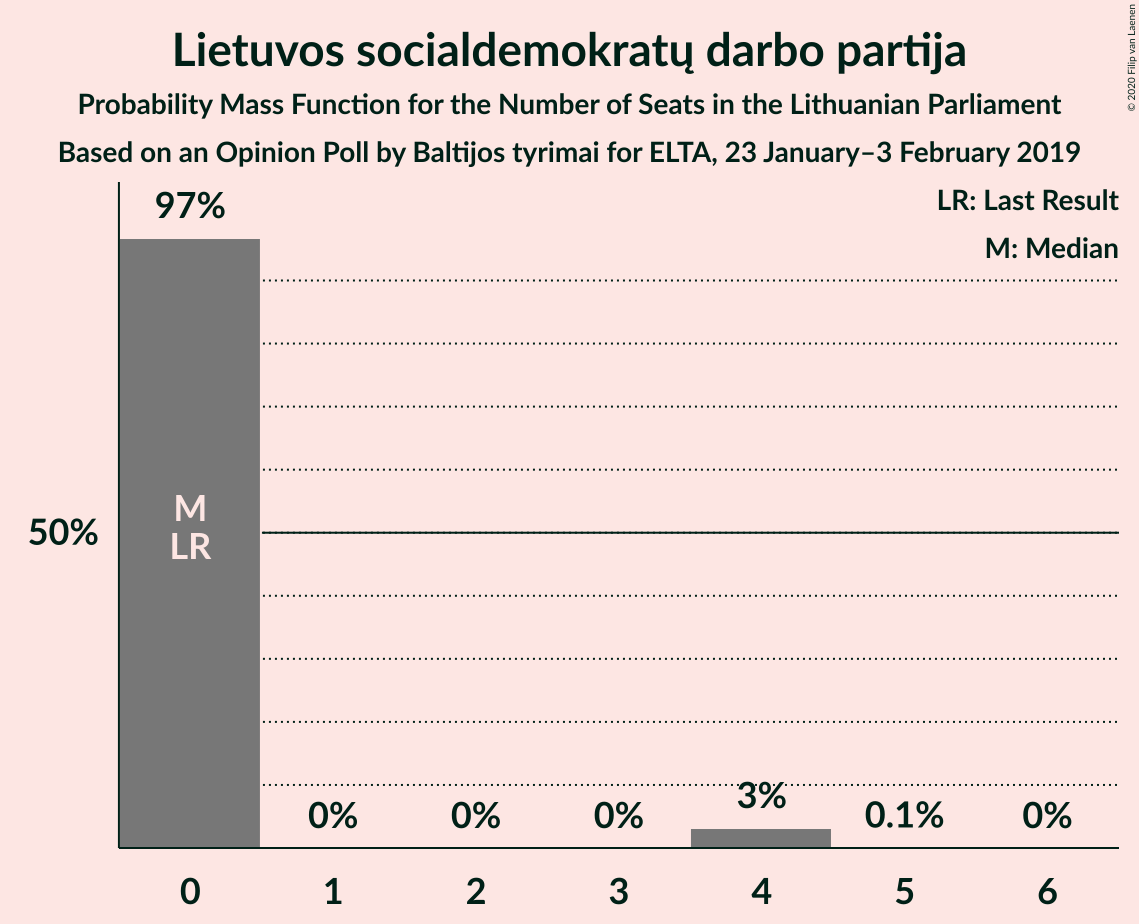 Lietuvos socialdemokratų darbo partija
Probability Mass Function for the Number of Seats in the Lithuanian Parliament
Based on an Opinion Poll by Baltijos tyrimai for ELTA, 23 January–3 February 2019
© 2020 Filip van Laenen
LR: Last Result
M: Median
97%
50%
M
LR
0%
0%
0%
3%
0.1%
0%
0
1
2
3
4
5
6